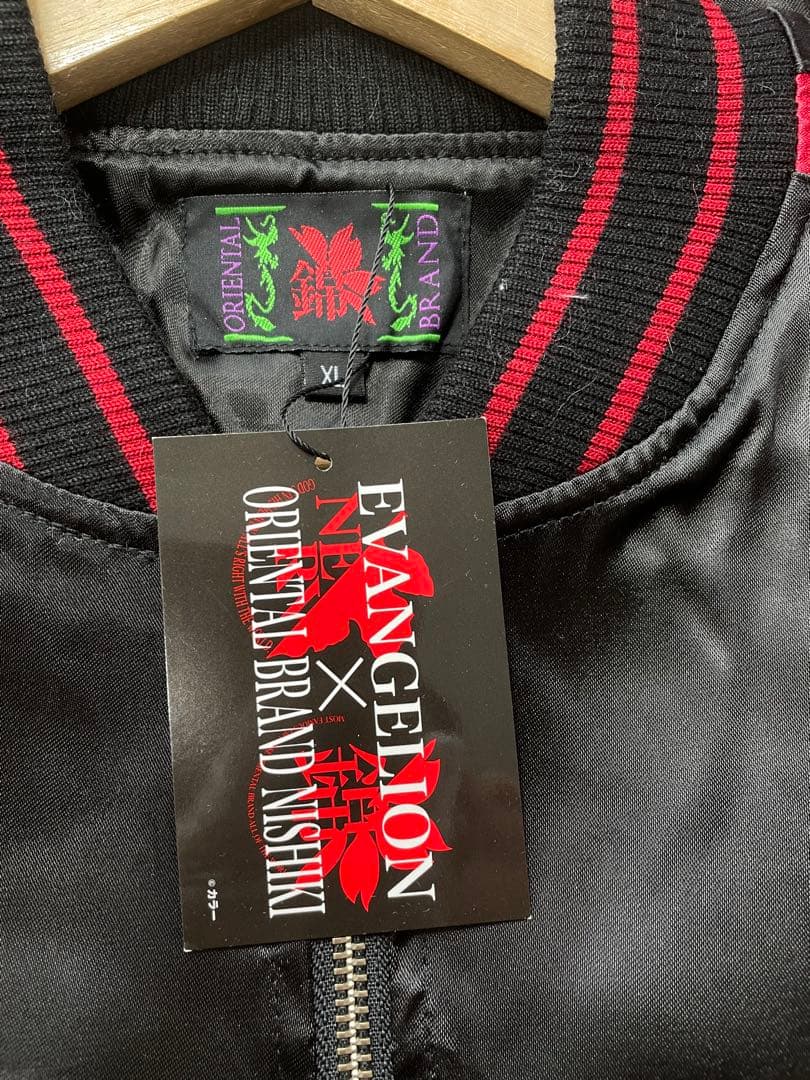 ORIENTAL
錦
BRAND
XL
EVANGELION
×
ORIENTAL BRAND NISHIKI
NERV
錦
©カラー